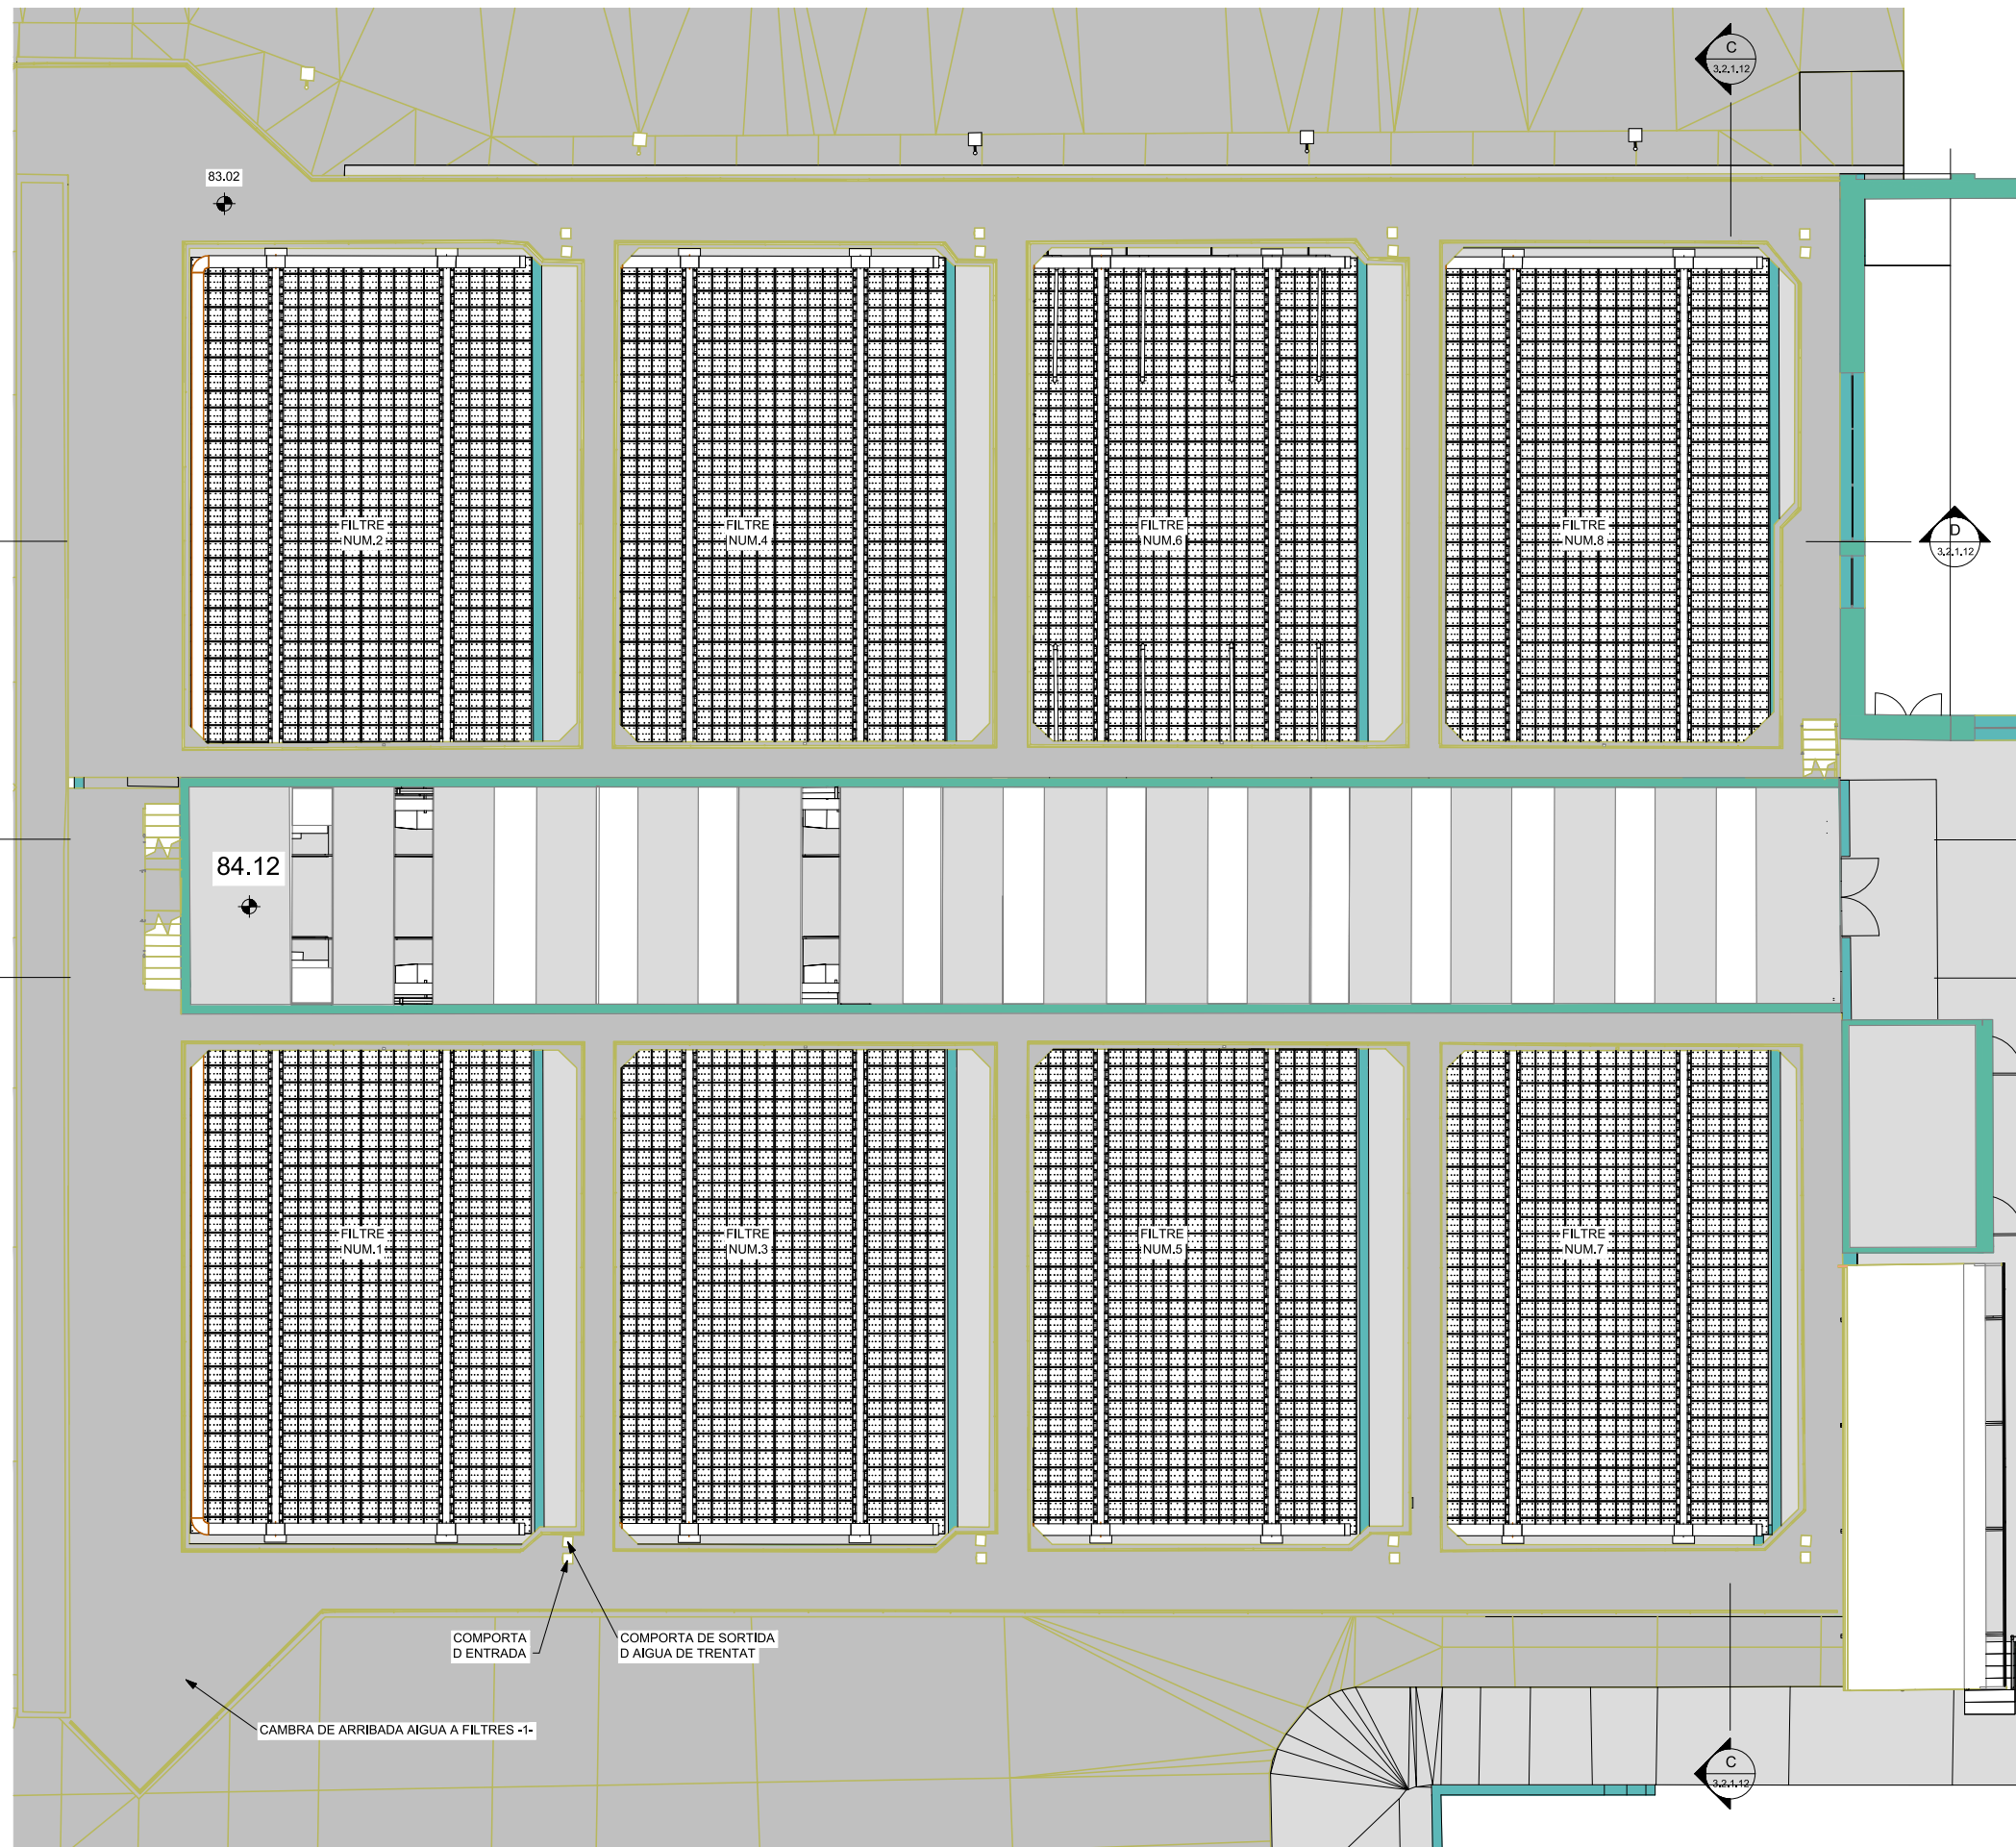 C
3.2.1.12
83.02
FILTRE
NUM.2
FILTRE
NUM.4
FILTRE
NUM.6
FILTRE
NUM.8
D
3.2.1.12
84.12
FILTRE
NUM.1
FILTRE
NUM.3
FILTRE
NUM.5
FILTRE
NUM.7
COMPORTA
D ENTRADA
COMPORTA DE SORTIDA
D AIGUA DE TRENTAT
CAMBRA DE ARRIBADA AIGUA A FILTRES -1-
C
3.2.1.12